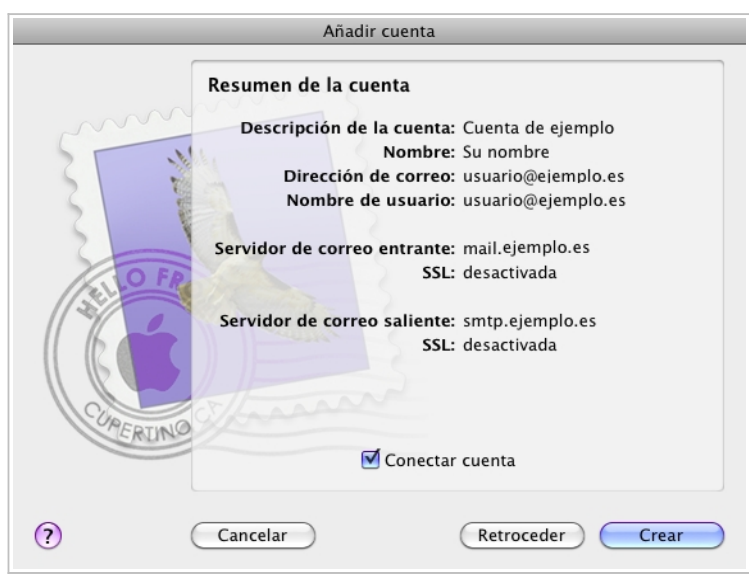 Añadir cuenta
Resumen de la cuenta
Descripción de la cuenta: Cuenta de ejemplo
Nombre: Su nombre
Dirección de correo: usuario@ejemplo.es
Nombre de usuario: usuario@ejemplo.es
Servidor de correo entrante: mail.ejemplo.es
SSL: desactivada
Servidor de correo saliente: smtp.ejemplo.es
SSL: desactivada
HELLO FR
CUPERTINO CA
Conectar cuenta
? Cancelar Retroceder Crear